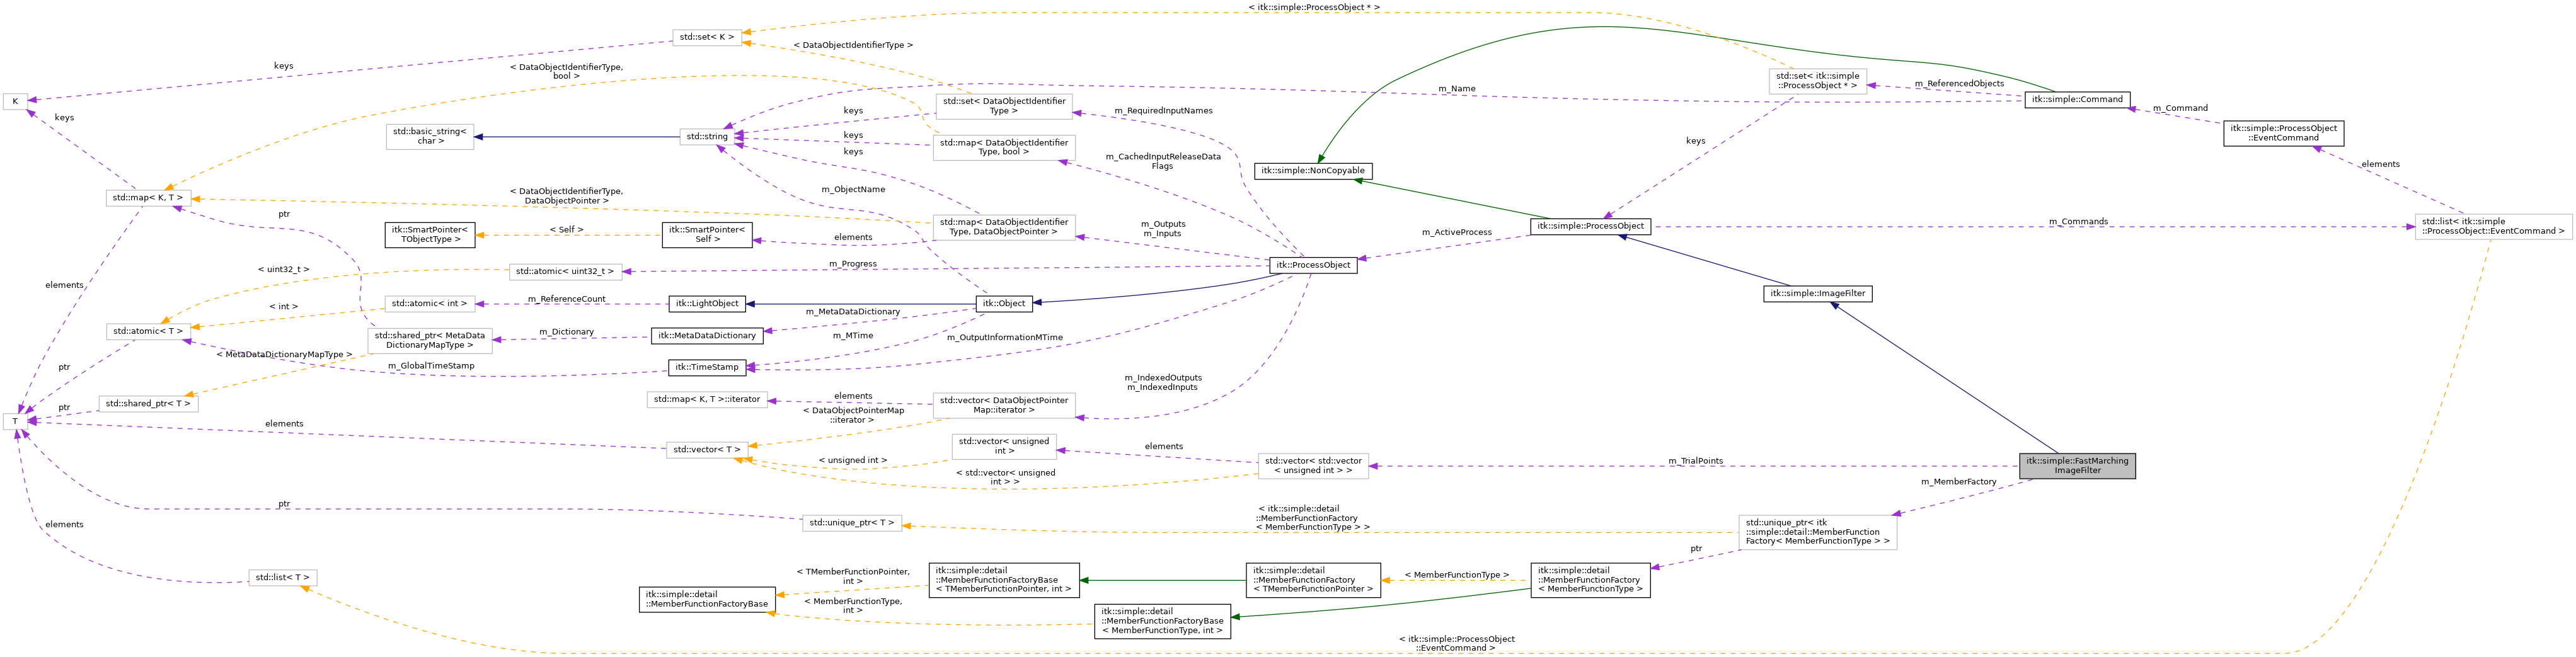 < itk::simple::ProcessObject * >
std::set< K >
< DataObjectIdentifierType >
keys
< DataObjectIdentifierType,
bool >
std::set< itk::simple
::ProcessObject * >
m_ReferencedObjects
m_Name
K
std::set< DataObjectIdentifier
Type >
itk::simple::Command
m_Command
keys
m_RequiredInputNames
keys
std::basic_string<
char >
std::string
keys
std::map< DataObjectIdentifier
Type, bool >
keys
itk::simple::ProcessObject
::EventCommand
keys
m_CachedInputReleaseData
Flags
itk::simple::NonCopyable
elements
std::map< K, T >
< DataObjectIdentifierType,
DataObjectPointer >
m_ObjectName
ptr
itk::SmartPointer<
TObjectType >
< Self >
itk::SmartPointer<
Self >
elements
std::map< DataObjectIdentifier
Type, DataObjectPointer >
m_Outputs
m_Inputs
m_ActiveProcess
itk::simple::ProcessObject
m_Commands
std::list< itk::simple
::ProcessObject::EventCommand >
elements
< uint32_t >
std::atomic< uint32_t >
m_Progress
itk::ProcessObject
< int >
std::atomic< int >
m_ReferenceCount
itk::LightObject
itk::Object
itk::simple::ImageFilter
m_MetaDataDictionary
std::atomic< T >
std::shared_ptr< MetaData
DictionaryMapType >
m_Dictionary
itk::MetaDataDictionary
m_MTime
m_OutputInformationMTime
< MetaDataDictionaryMapType >
m_GlobalTimeStamp
itk::TimeStamp
ptr
m_IndexedOutputs
m_IndexedInputs
std::shared_ptr< T >
ptr
std::map< K, T >::iterator
elements
std::vector< DataObjectPointer
Map::iterator >
< DataObjectPointerMap
::iterator >
T
elements
std::vector< T >
std::vector< unsigned
int >
elements
< unsigned int >
< std::vector< unsigned
int > >
std::vector< std::vector
< unsigned int > >
m_TrialPoints
itk::simple::FastMarching
ImageFilter
m_MemberFactory
ptr
std::unique_ptr< T >
< itk::simple::detail
::MemberFunctionFactory
< MemberFunctionType > >
std::unique_ptr< itk
::simple::detail::MemberFunction
Factory< MemberFunctionType > >
elements
ptr
std::list< T >
< TMemberFunctionPointer,
int >
itk::simple::detail
::MemberFunctionFactoryBase
< TMemberFunctionPointer, int >
itk::simple::detail
::MemberFunctionFactory
< TMemberFunctionPointer >
< MemberFunctionType >
itk::simple::detail
::MemberFunctionFactory
< MemberFunctionType >
itk::simple::detail
::MemberFunctionFactoryBase
< MemberFunctionType,
int >
itk::simple::detail
::MemberFunctionFactoryBase
< MemberFunctionType, int >
< itk::simple::ProcessObject
::EventCommand >